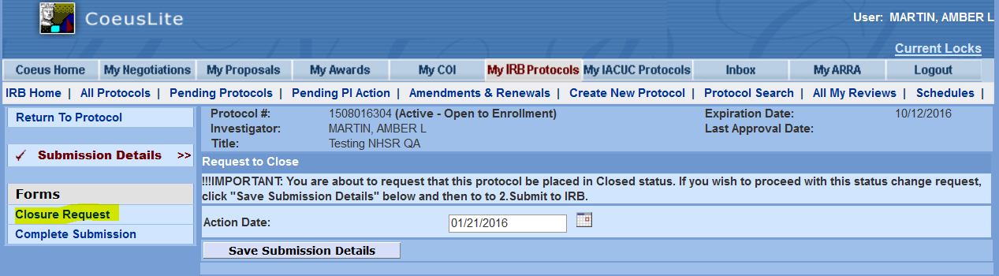 CoeusLite
User: MARTIN, AMBER L
Current Locks
Coeus Home My Negotiations My Proposals My Awards My COI My IRB Protocols My IACUC Protocols Inbox My ARRA Logout
IRB Home | All Protocols | Pending Protocols | Pending PI Action | Amendments & Renewals | Create New Protocol | Protocol Search | All My Reviews | Schedules |
Return To Protocol
Submission Details >>
Forms
Closure Request
Complete Submission
Protocol #: 1508016304 (Active - Open to Enrollment) Expiration Date: 10/12/2016
Investigator: MARTIN, AMBER L Last Approval Date:
Title: Testing NHSR QA
Request to Close
!!!IMPORTANT: You are about to request that this protocol be placed in Closed status. If you wish to proceed with this status change request,
click "Save Submission Details" below and then to to 2.Submit to IRB.
Action Date: 01/21/2016
Save Submission Details